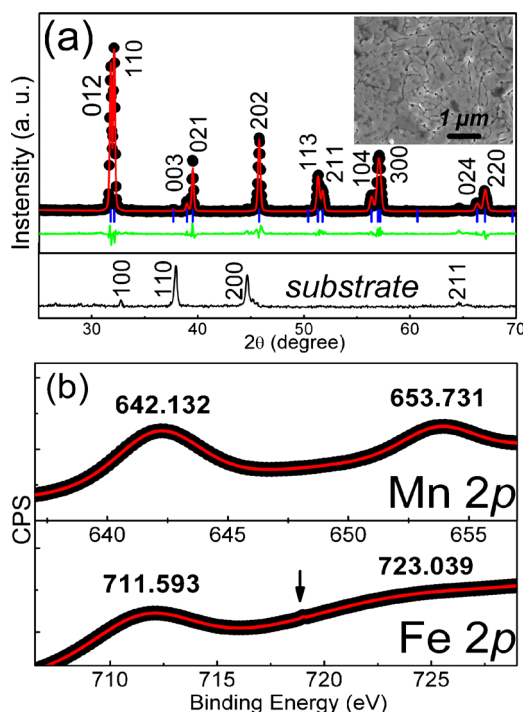 (a)
Instensity (a. u.)
012
110
003
021
202
113
211
104
300
024
220
1 μm
100
110
200
substrate
211
30 40 50 60 70
2θ (degree)
(b)
642.132
653.731
Mn 2p
640 645 650 655
CPS
711.593
723.039
Fe 2p
710 715 720 725
Binding Energy (eV)